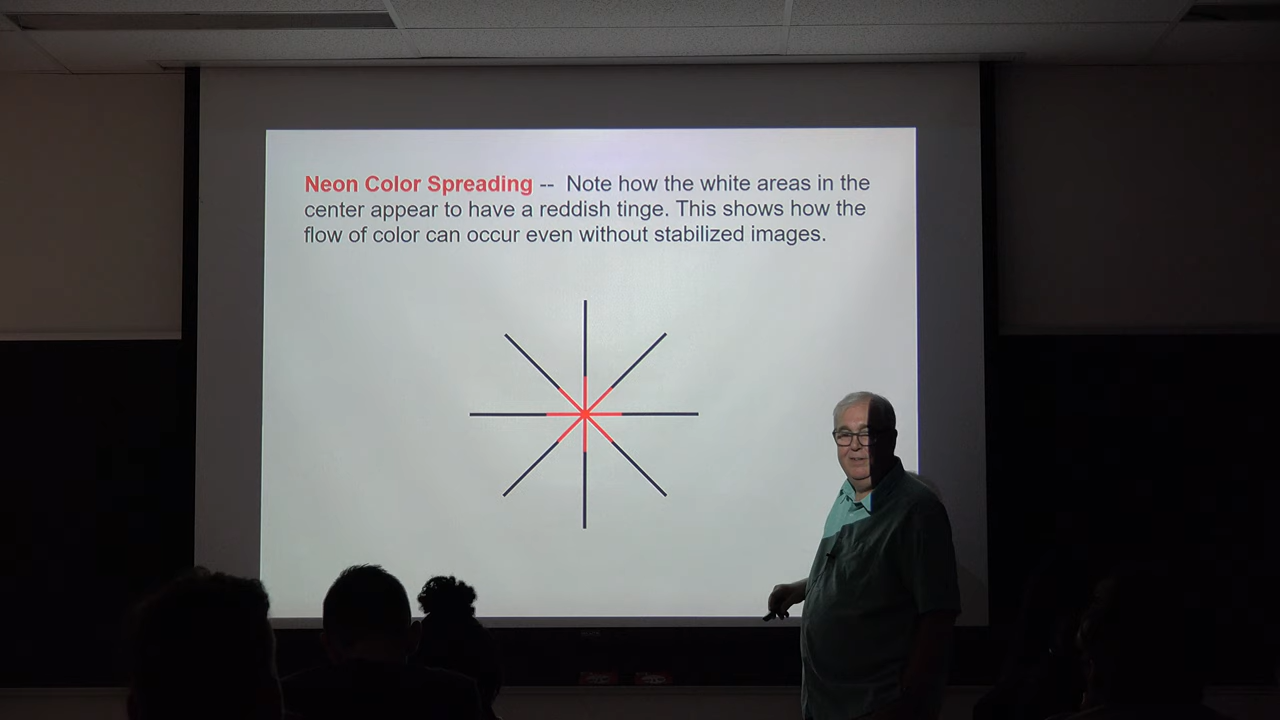 Neon Color Spreading -- Note how the white areas in the
center appear to have a reddish tinge. This shows how the
flow of color can occur even without stabilized images.